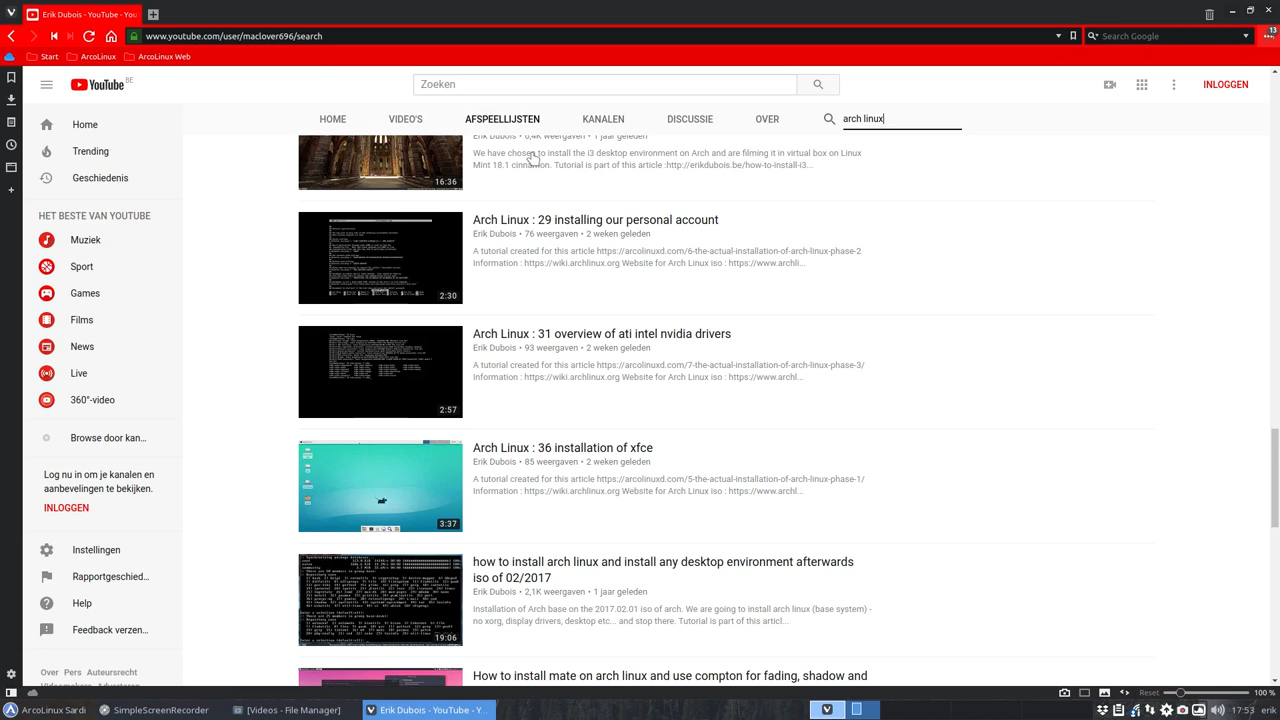 Erik Dubois - YouTube - You
www.youtube.com/user/maclover696/search
Search Google
13
Start
ArcoLinux
ArcoLinux Web
YouTube BE
Zoeken
INLOGGEN
HOME
VIDEO'S
AFSPEELLIJSTEN
KANALEN
DISCUSSIE
OVER
arch linux
Home
Trending
Geschiedenis
HET BESTE VAN YOUTUBE
Muziek
Sport
Games
Films
News
Live
360°-video
Browse door kan...
Log nu in om je kanalen en
aanbevelingen te bekijken.
INLOGGEN
Instellingen
Rapportgeschied...
Help
Feedback verzen...
Over Pers Auteursrecht
Erik Dubois • 6,4K weergaven • 1 jaar geleden
We have chosen to install the i3 desktop environment on Arch and are filming it in virtual box on Linux
Mint 18.1 cinnamon. Tutorial is part of this article :http://erikdubois.be/how-to-install-i3...
16:36
Arch Linux : 29 installing our personal account
Erik Dubois • 76 weergaven • 2 weken geleden
A tutorial created for this article https://arcolinuxd.com/6-the-actual-installation-of-arch-linux-phase-2
Information : https://wiki.archlinux.org Website for Arch Linux iso : https://www.archli...
2:30
Arch Linux : 31 overview of ati intel nvidia drivers
Erik Dubois • 93 weergaven • 2 weken geleden
A tutorial created for this article https://arcolinuxd.com/7-the-actual-installation-of-arch-linux-phase-3/
Information : https://wiki.archlinux.org Website for Arch Linux iso : https://www.archl...
2:57
Arch Linux : 36 installation of xfce
Erik Dubois • 85 weergaven • 2 weken geleden
A tutorial created for this article https://arcolinuxd.com/5-the-actual-installation-of-arch-linux-phase-1/
Information : https://wiki.archlinux.org Website for Arch Linux iso : https://www.archl...
3:37
how to install arch linux and install any desktop environment afterwards
iso of 02/2017
Erik Dubois • 2,1K weergaven • 1 jaar geleden
Installation of Arch base on the 2017.02.01 iso of arch. We are going to install arch linux (base system) -
no xorg, display drivers, desktop etc... we stop there. Tutorial is part of this article...
19:06
How to install mate on arch linux and use compton for fading, shadow and
Reset
100 %
ArcoLinux Sardi
SimpleScreenRecorder
[Videos - File Manager]
Erik Dubois - YouTube - Y...
17:53
erik